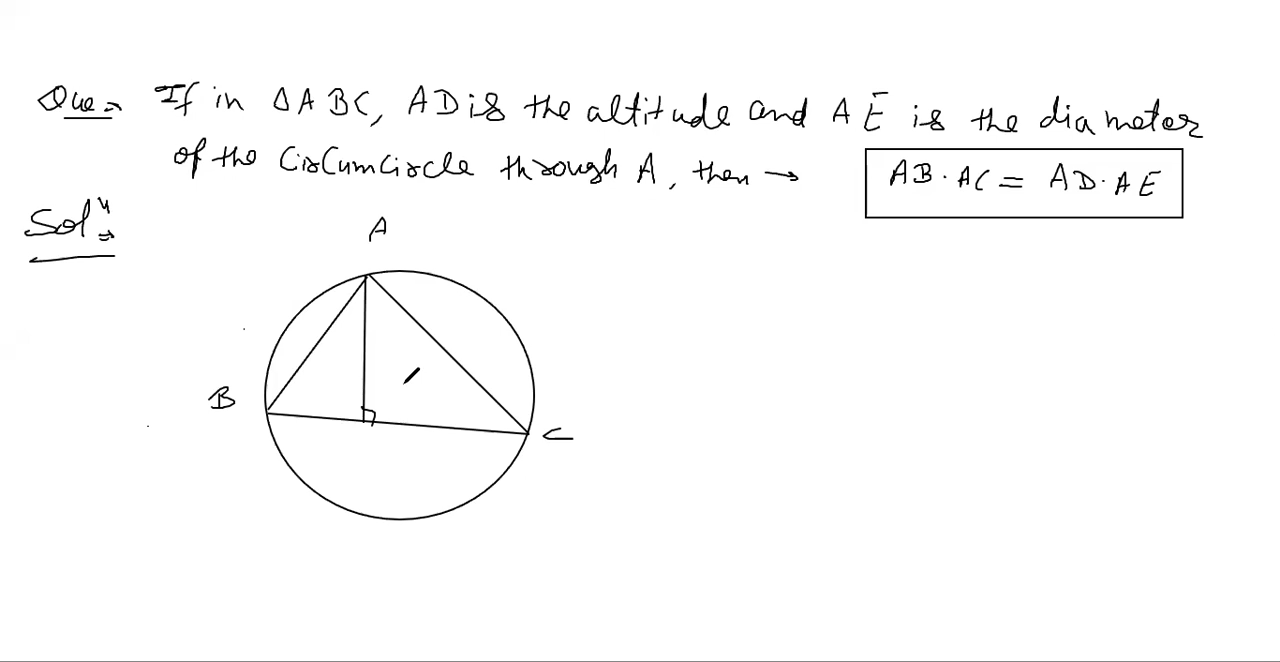 Que⇒ If in ΔABC, AD is the altitude and AE is the diameter
of the Circumcircle through A, then →
AB·AC = AD·AE
Solⁿ⇒
A
B
C